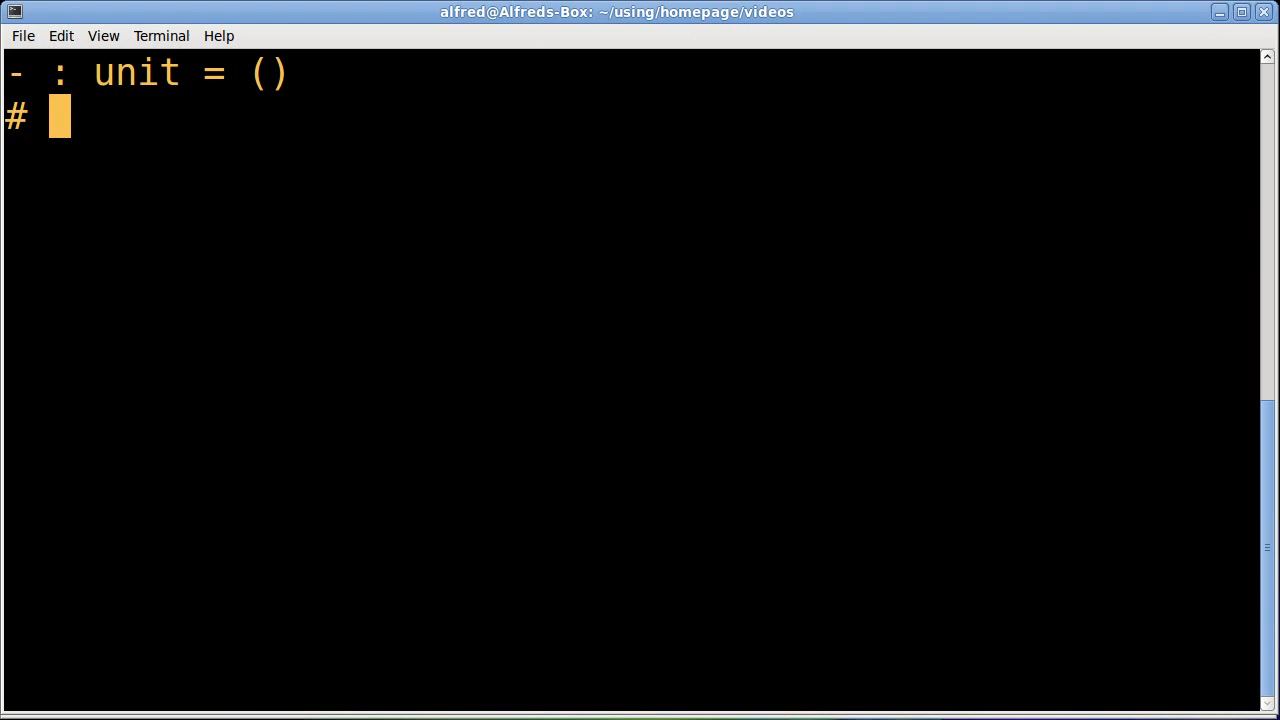 alfred@Alfreds-Box: ~/using/homepage/videos
File Edit View Terminal Help
- : unit = ()
#